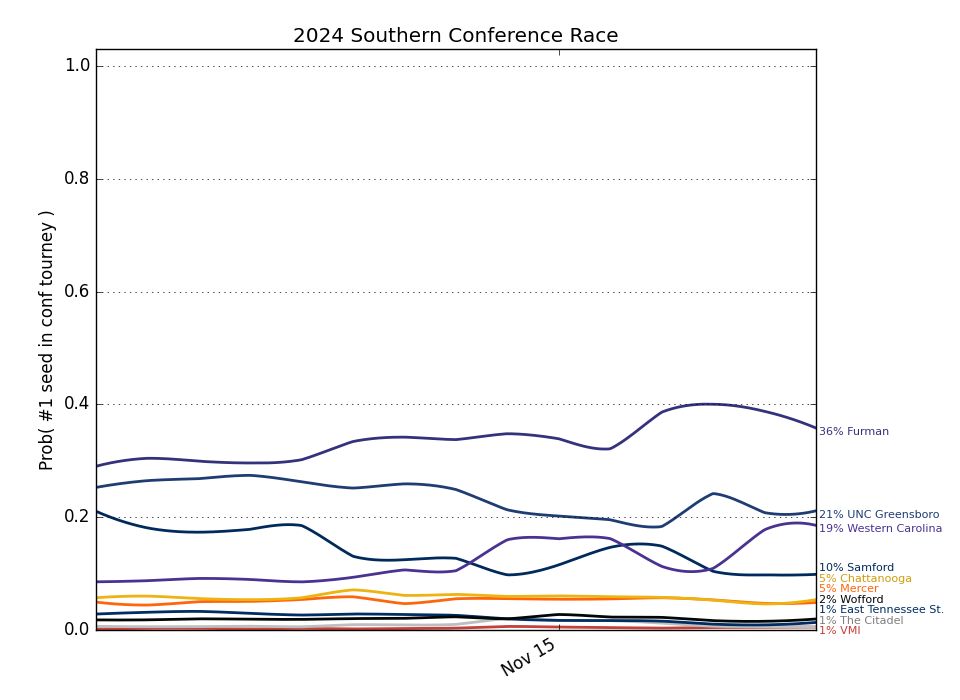 2024 Southern Conference Race
Prob( #1 seed in conf tourney )
1.0
0.8
0.6
0.4
0.2
0.0
Nov 15
36% Furman
21% UNC Greensboro
19% Western Carolina
10% Samford
5% Chattanooga
5% Mercer
2% Wofford
1% East Tennessee St.
1% The Citadel
1% VMI